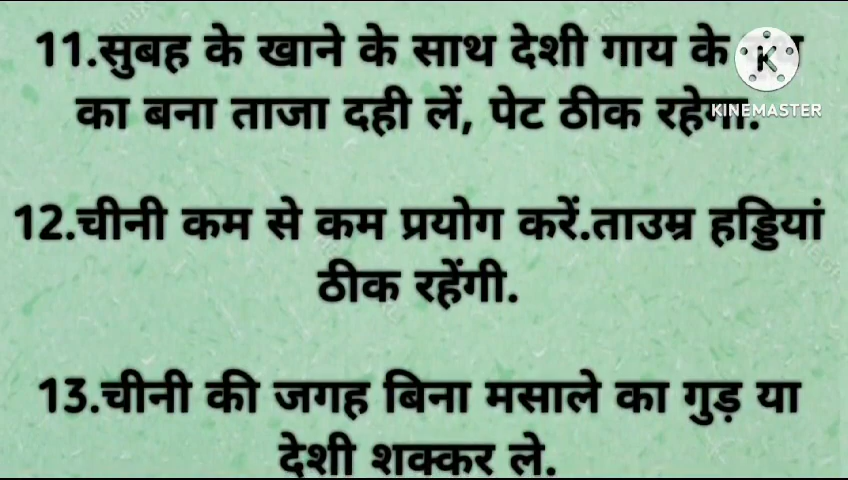 11.सुबह के खाने के साथ देशी गाय के
का बना ताजा दही लें, पेट ठीक रहेगा.
12.चीनी कम से कम प्रयोग करें.ताउम्र हड्डियां
ठीक रहेंगी.
13.चीनी की जगह बिना मसाले का गुड़ या
देशी शक्कर ले.
K
KINEMASTER